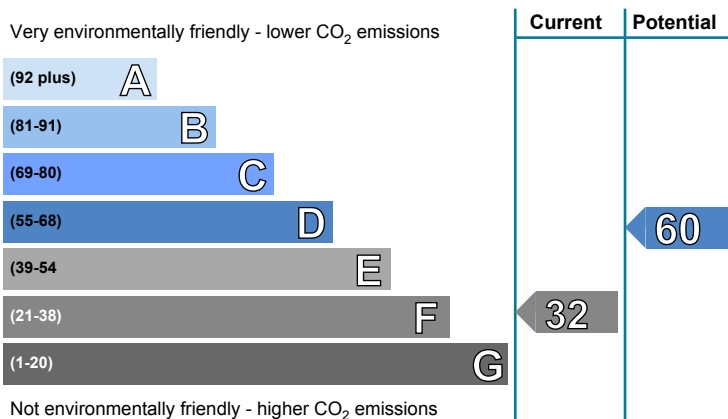 Current Potential
Very environmentally friendly - lower CO2 emissions
(92 plus) A
(81-91) B
(69-80) C
(55-68) D
60
(39-54 E
(21-38) F
32
(1-20) G
Not environmentally friendly - higher CO2 emissions